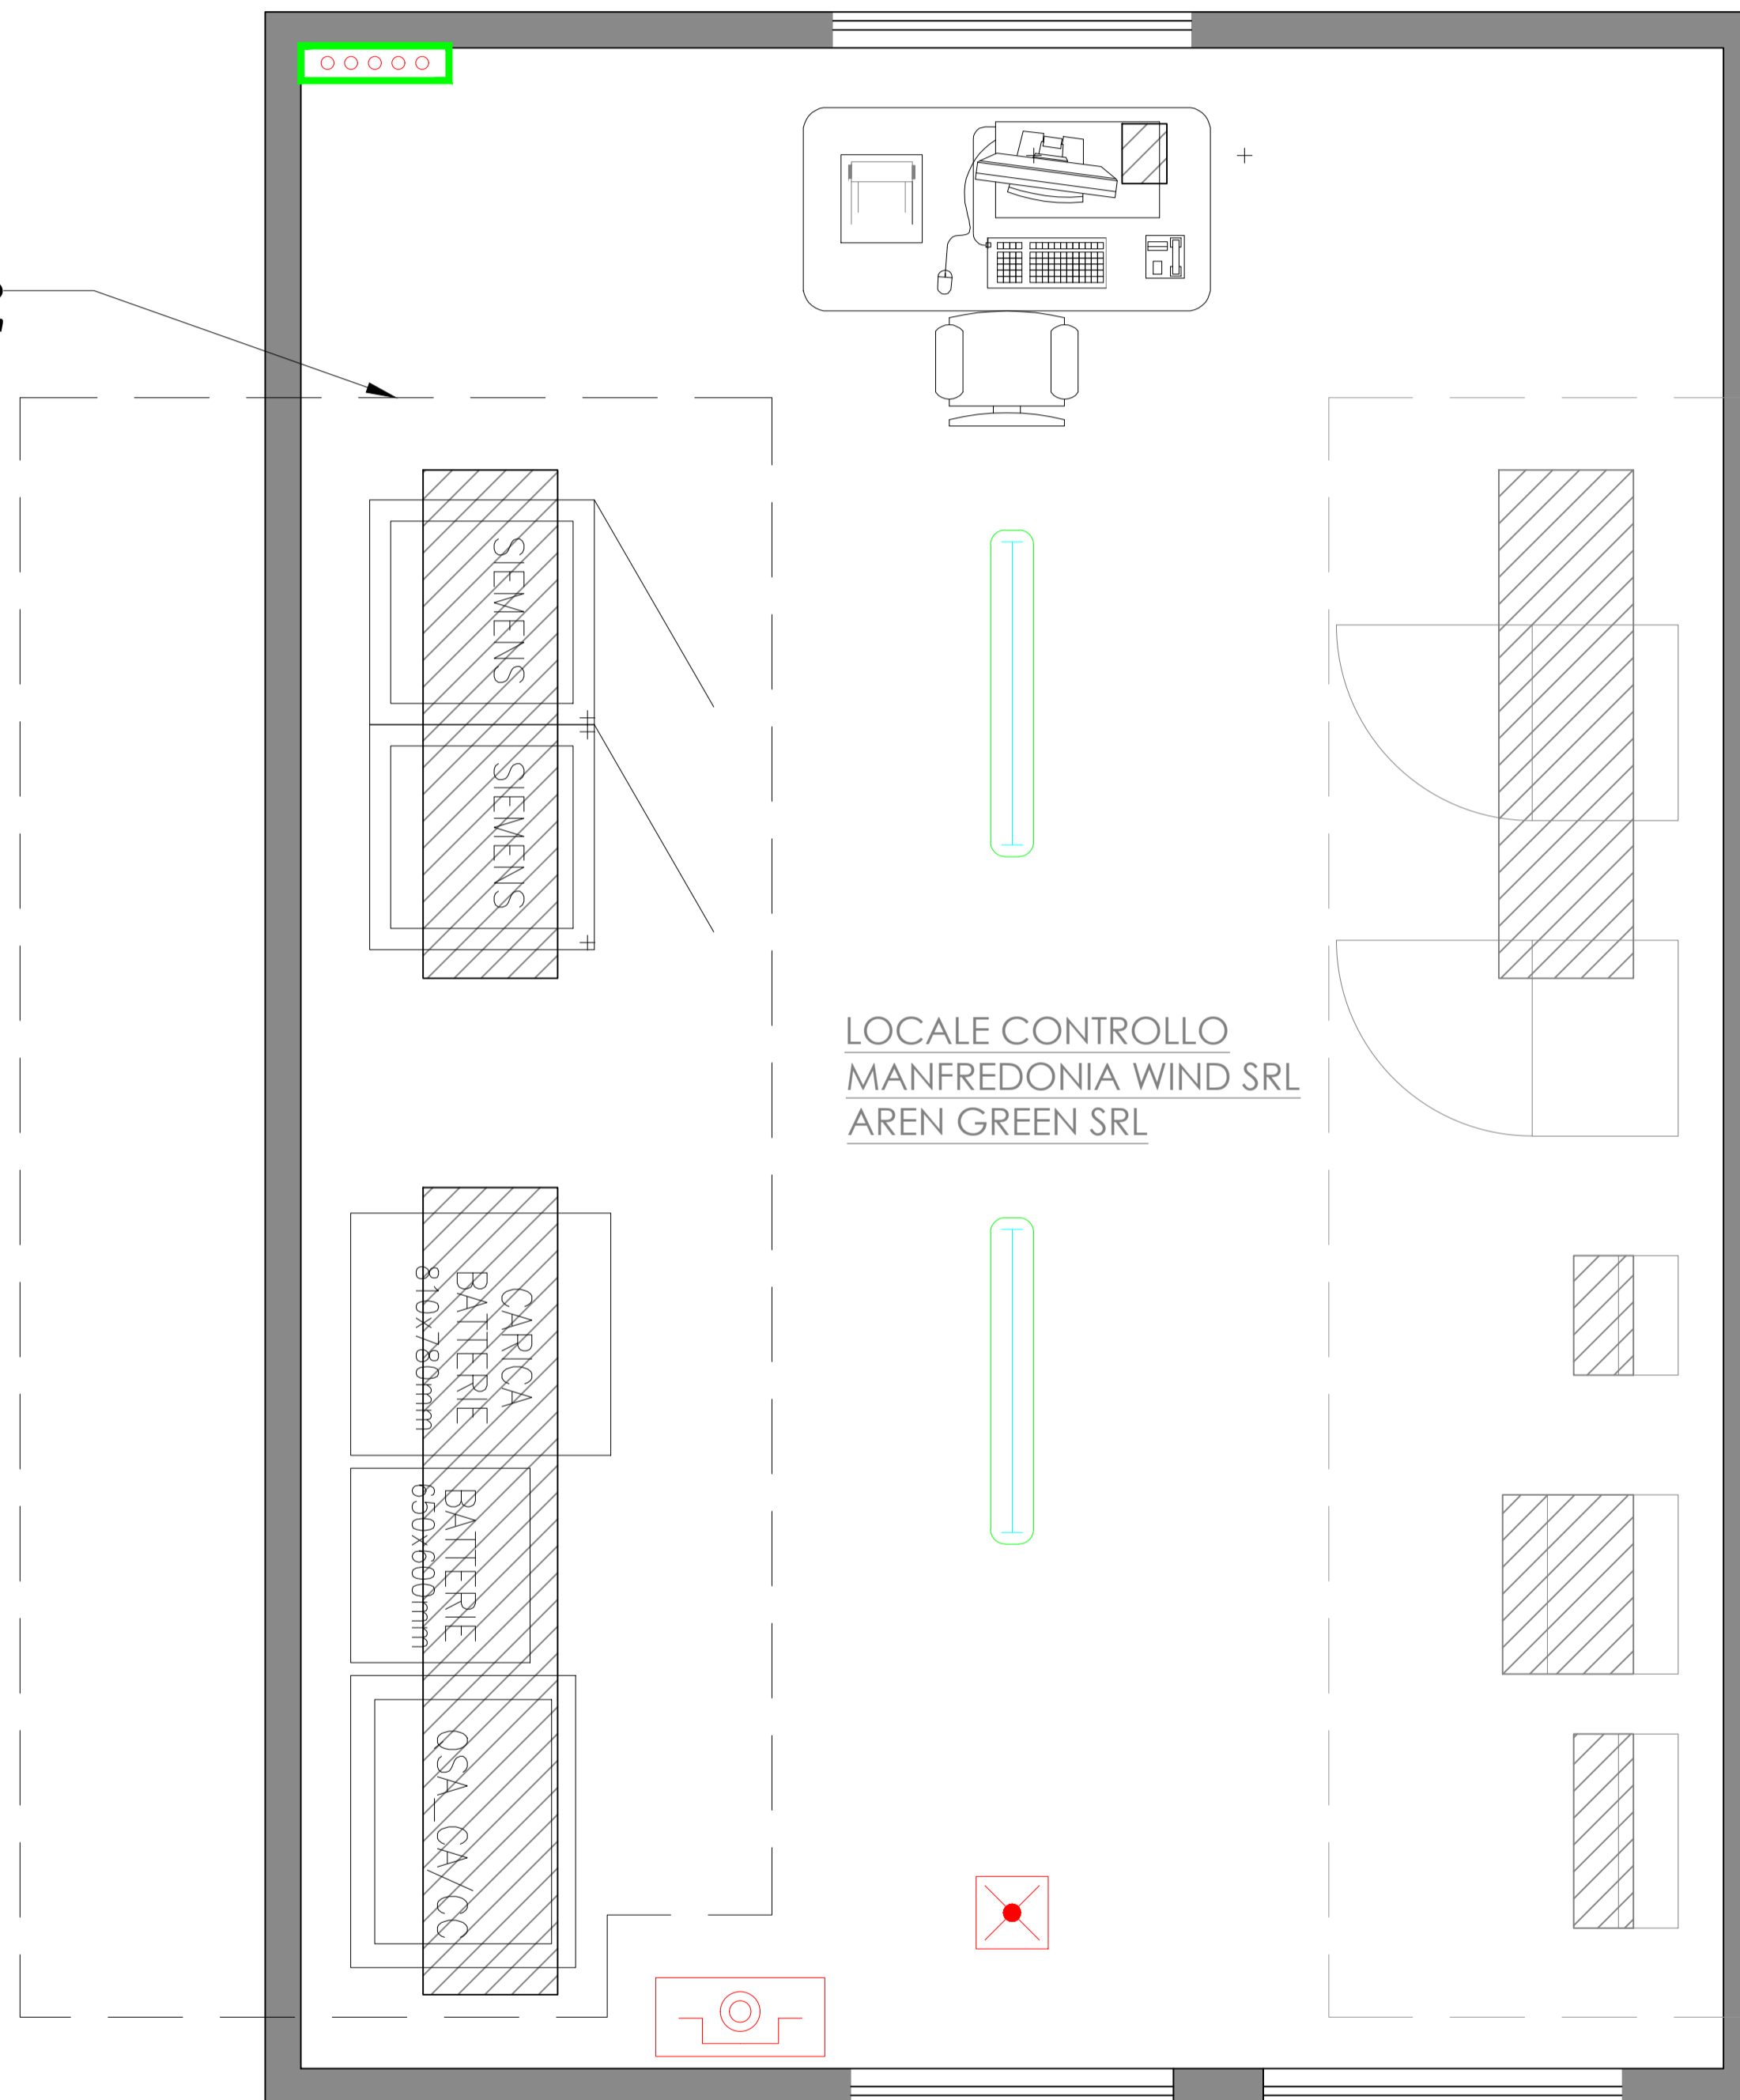 SIEMENS
SIEMENS
LOCALE CONTROLLO
MANFREDONIA WIND SRL
AREN GREEN SRL
CARICA
BATTERIE
810x780mm
BATTERIE
650x600mm
QSA_CA/CC